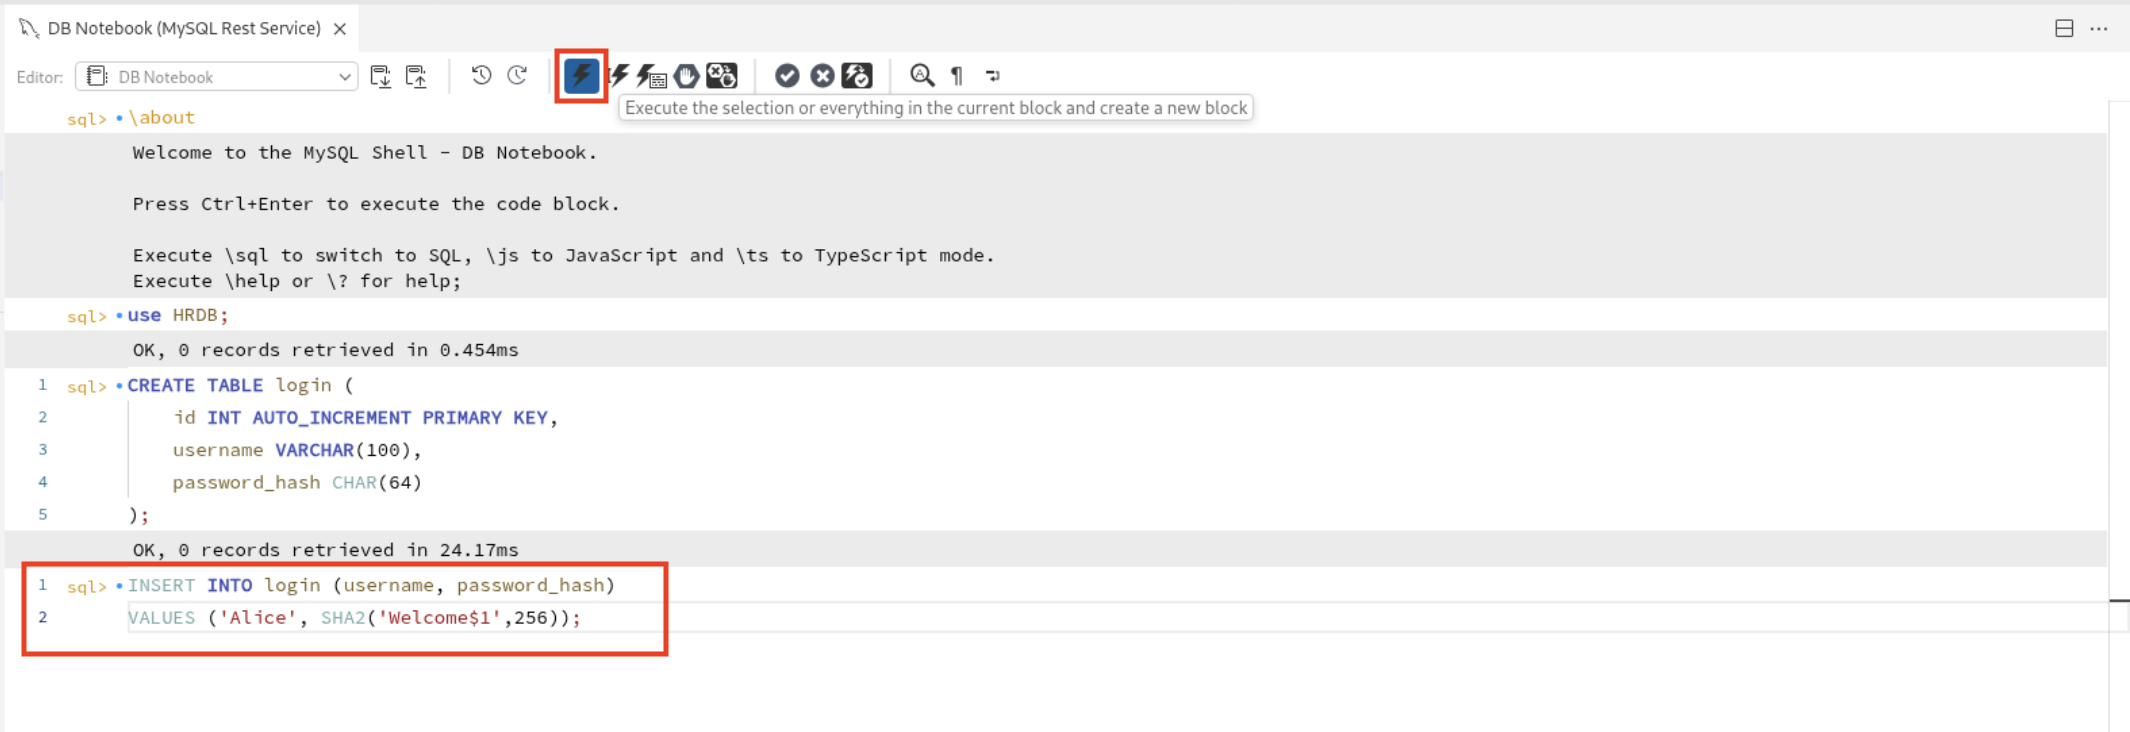 DB Notebook (MySQL Rest Service)
Editor: DB Notebook
Execute the selection or everything in the current block and create a new block
sql> \about
Welcome to the MySQL Shell - DB Notebook.
Press Ctrl+Enter to execute the code block.
Execute \sql to switch to SQL, \js to JavaScript and \ts to TypeScript mode.
Execute \help or \? for help;
sql> use HRDB;
OK, 0 records retrieved in 0.454ms
1 sql> CREATE TABLE login (
2 id INT AUTO_INCREMENT PRIMARY KEY,
3 username VARCHAR(100),
4 password_hash CHAR(64)
5 );
OK, 0 records retrieved in 24.17ms
1 sql> INSERT INTO login (username, password_hash)
2 VALUES ('Alice', SHA2('Welcome$1',256));